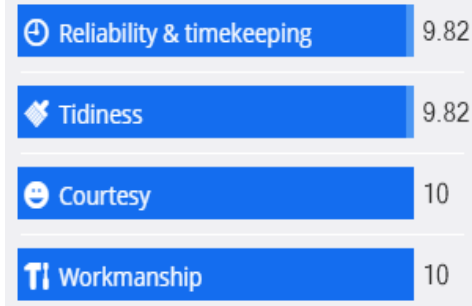 Reliability & timekeeping 9.82
Tidiness 9.82
Courtesy 10
Workmanship 10